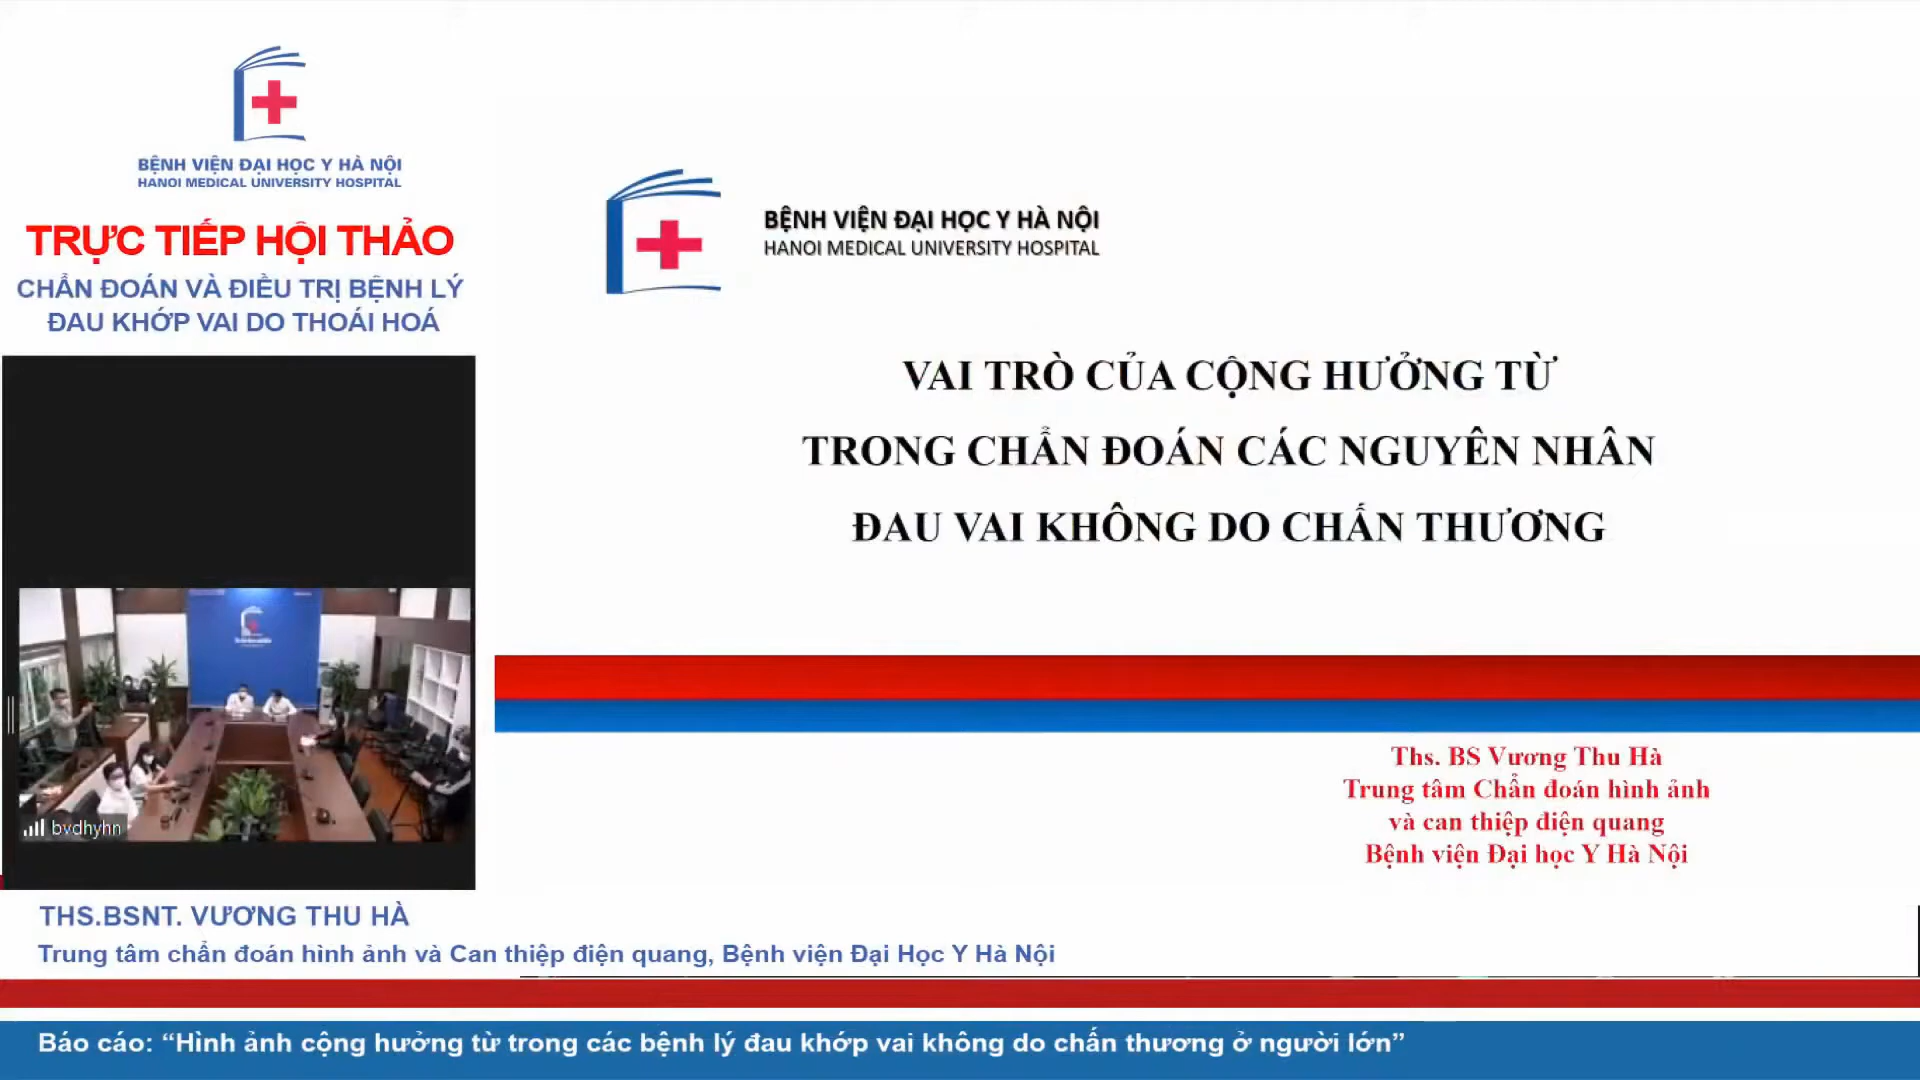 BỆNH VIỆN ĐẠI HỌC Y HÀ NỘI
HANOI MEDICAL UNIVERSITY HOSPITAL
TRỰC TIẾP HỘI THẢO
CHẨN ĐOÁN VÀ ĐIỀU TRỊ BỆNH LÝ
ĐAU KHỚP VAI DO THOÁI HOÁ
bvdhyhn
BỆNH VIỆN ĐẠI HỌC Y HÀ NỘI
HANOI MEDICAL UNIVERSITY HOSPITAL
VAI TRÒ CỦA CỘNG HƯỞNG TỪ
TRONG CHẨN ĐOÁN CÁC NGUYÊN NHÂN
ĐAU VAI KHÔNG DO CHẤN THƯƠNG
Ths. BS Vương Thu Hà
Trung tâm Chẩn đoán hình ảnh
và can thiệp điện quang
Bệnh viện Đại học Y Hà Nội
THS.BSNT. VƯƠNG THU HÀ
Trung tâm chẩn đoán hình ảnh và Can thiệp điện quang, Bệnh viện Đại Học Y Hà Nội
Báo cáo: “Hình ảnh cộng hưởng từ trong các bệnh lý đau khớp vai không do chấn thương ở người lớn”